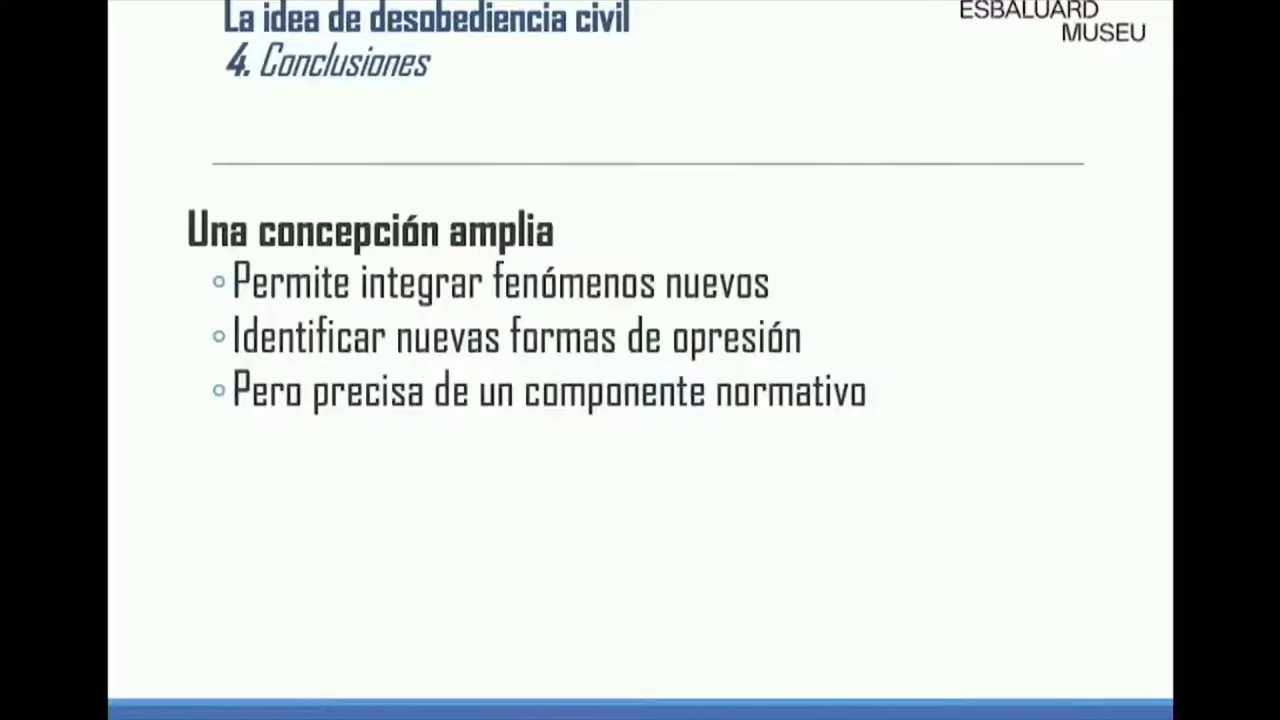 La idea de desobediencia civil
4. Conclusiones
ESBALUARD
MUSEU
Una concepción amplia
Permite integrar fenómenos nuevos
Identificar nuevas formas de opresión
Pero precisa de un componente normativo